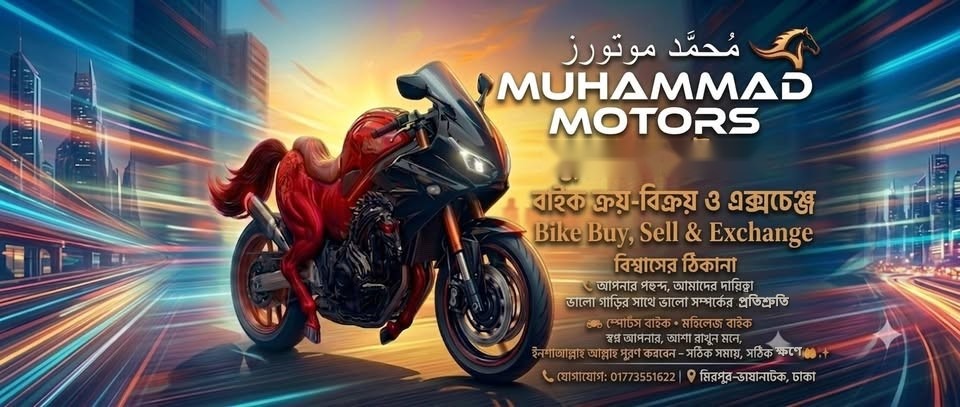 مُحمَّد موتورز
MUHAMMAD
MOTORS
বাইক ক্রয়-বিক্রয় ও এক্সচেঞ্জ
Bike Buy, Sell & Exchange
বিশ্বাসের ঠিকানা
আপনার পছন্দ, আমাদের দায়িত্ব
ভালো গাড়ির সাথে ভালো সম্পর্কের প্রতিশ্রুতি
স্পোর্টস বাইক • মাইলেজ বাইক
স্বপ্ন আপনার, আশা রাখুন মনে,
ইনশাআল্লাহ আল্লাহ পূরণ করবেন – সঠিক সময়, সঠিক ক্ষণে
যোগাযোগ: 01773551622 | মিরপুর-ভাষানটেক, ঢাকা